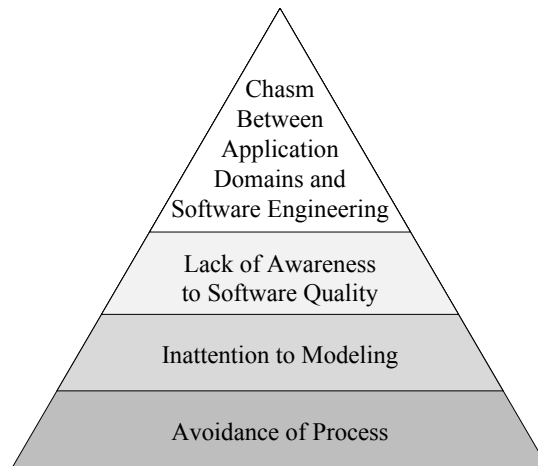 Chasm
Between
Application
Domains and
Software Engineering
Lack of Awareness
to Software Quality
Inattention to Modeling
Avoidance of Process